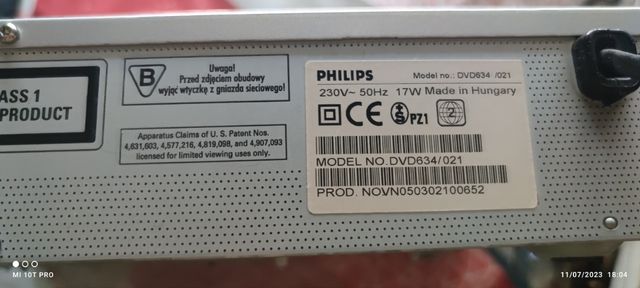 ASS 1
PRODUCT
B
Uwaga!
Przed zdjęciem obudowy
wyjąć wtyczkę z gniazda sieciowego!
Apparatus Claims of U. S. Patent Nos.
4,631,603, 4,577,216, 4,819,098, and 4,907,093
licensed for limited viewing uses only.
PHILIPS Model no.: DVD634 /021
230V~ 50Hz 17W Made in Hungary
CE PZ1
MODEL NO.DVD634/021
PROD. NO.VN050302100652
MI 10T PRO
11/07/2023 18:04